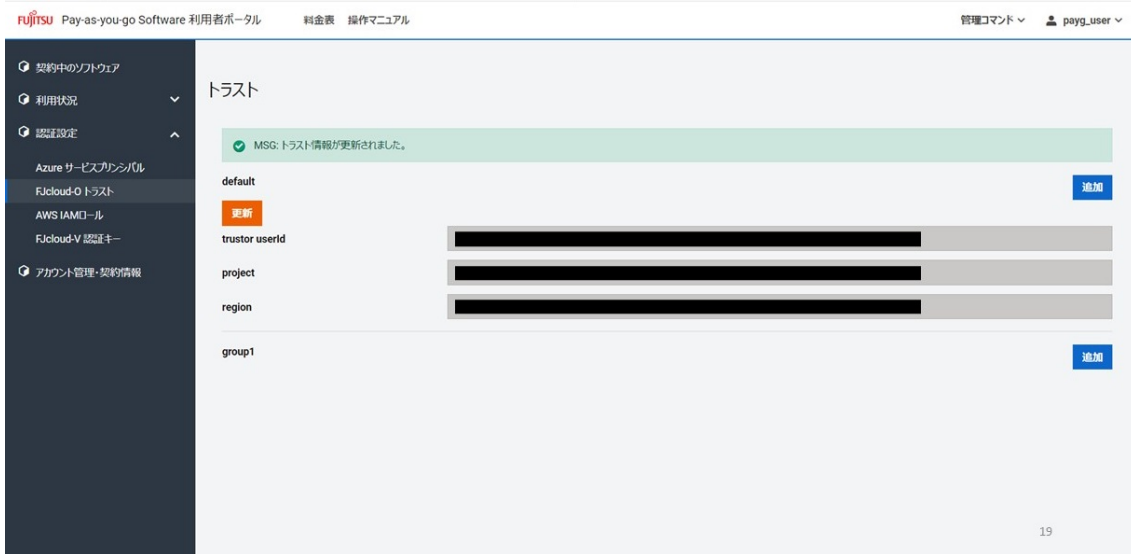 FUJITSU Pay-as-you-go Software 利用者ポータル 料金表 操作マニュアル 管理コマンド payg_user
契約中のソフトウェア
利用状況
認証設定
Azure サービスプリンシパル
FJcloud-O トラスト
AWS IAMロール
FJcloud-V 認証キー
アカウント管理・契約情報
トラスト
MSG: トラスト情報が更新されました。
default 追加
更新
trustor userId
project
region
group1 追加
19